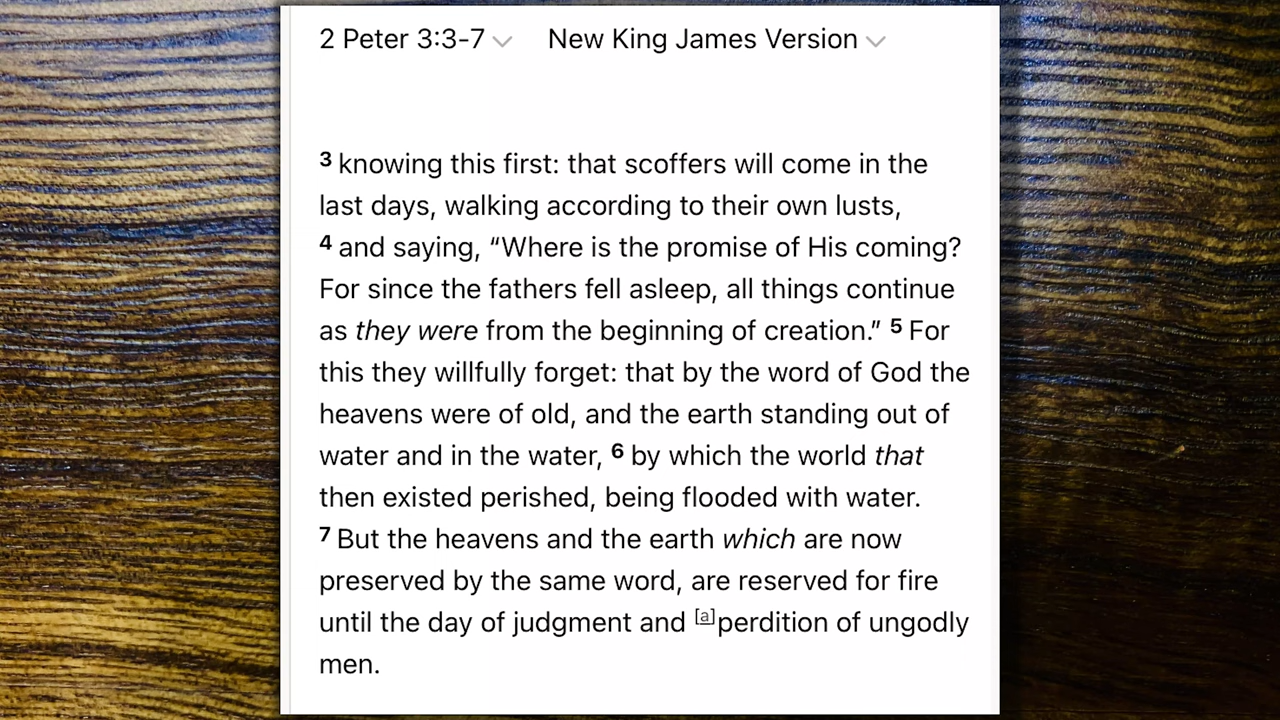 2 Peter 3:3-7 New King James Version
3 knowing this first: that scoffers will come in the
last days, walking according to their own lusts,
4 and saying, “Where is the promise of His coming?
For since the fathers fell asleep, all things continue
as they were from the beginning of creation.” 5 For
this they willfully forget: that by the word of God the
heavens were of old, and the earth standing out of
water and in the water, 6 by which the world that
then existed perished, being flooded with water.
7 But the heavens and the earth which are now
preserved by the same word, are reserved for fire
until the day of judgment and [a]perdition of ungodly
men.